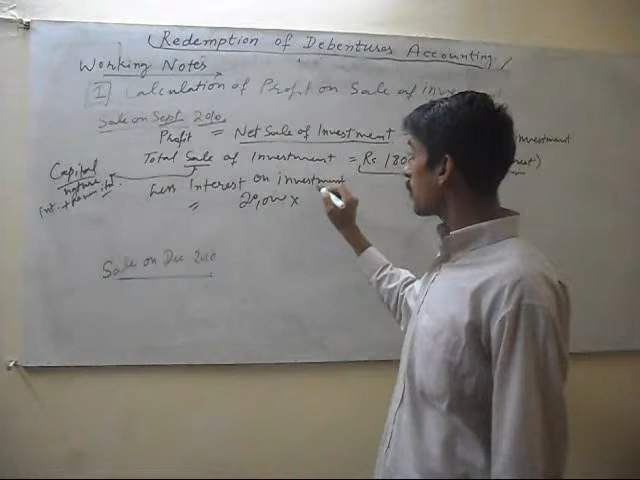 Redemption of Debentures Accounting
Working Notes
I Calculation of Profit on Sale of inves
Sale on Sept 2010
Profit = Net Sale of Investment = Investment
Total Sale of Investment = Rs 180
Capital nature
Less Interest on investment
= 20,000 x
Sale on Dec 2010